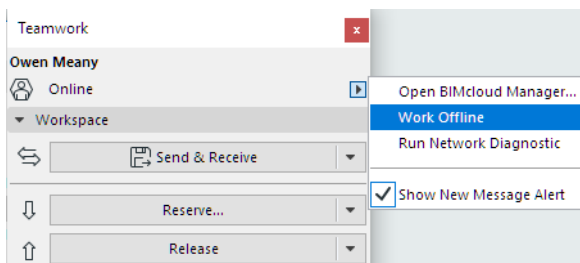 Teamwork
x
Owen Meany
Online
Open BIMcloud Manager...
Workspace
Work Offline
Run Network Diagnostic
Send & Receive
Show New Message Alert
Reserve...
Release